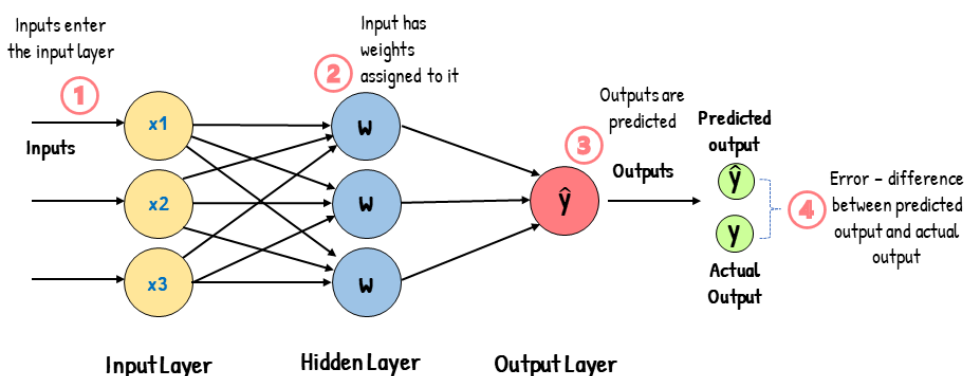 Inputs enter
the input layer
1
Inputs
x1
x2
x3
Input Layer
2
Input has
weights
assigned to it
w
w
w
Hidden Layer
3
Outputs are
predicted
ŷ
Output Layer
Outputs
Predicted
output
ŷ
y
Actual
Output
4
Error – difference
between predicted
output and actual
output